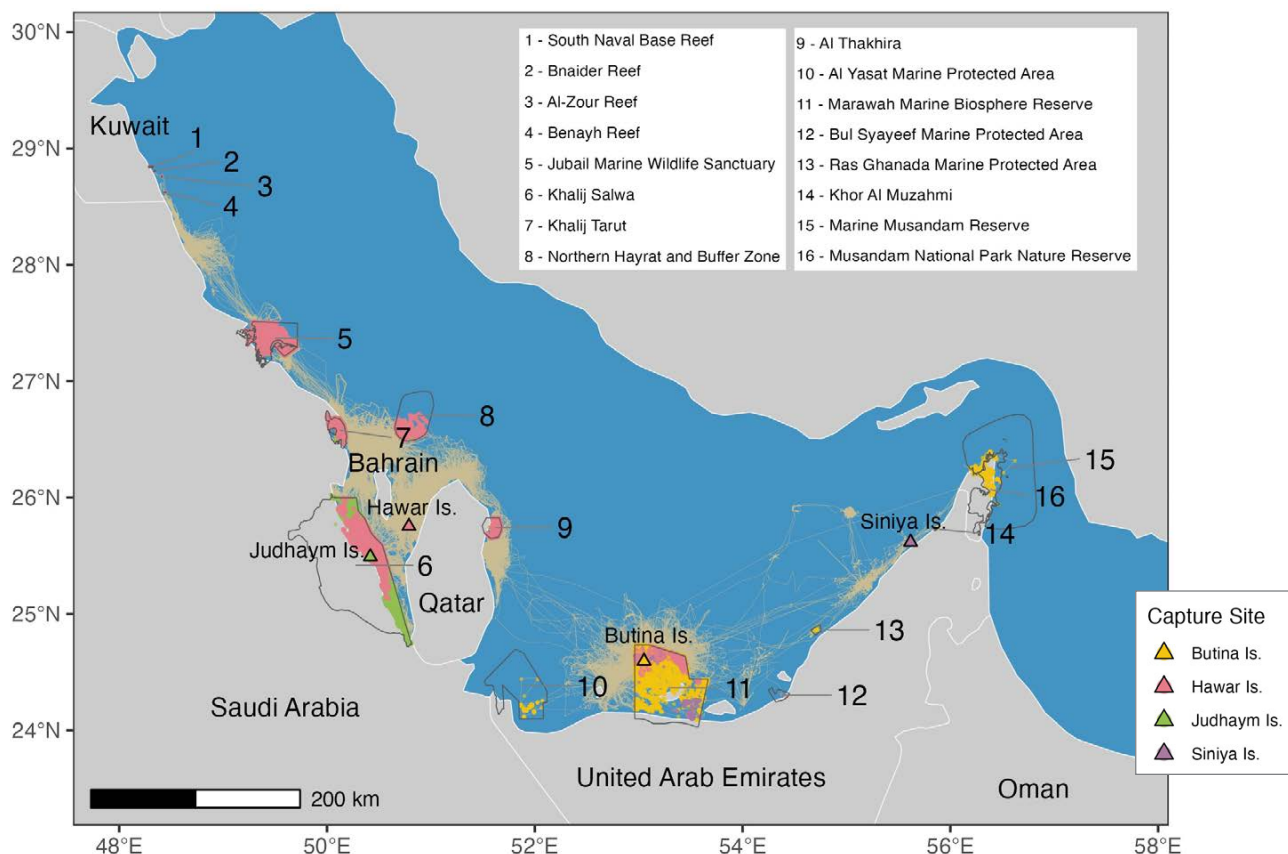 30°N
29°N
28°N
27°N
26°N
25°N
24°N
1 - South Naval Base Reef
2 - Bnaider Reef
3 - Al-Zour Reef
4 - Benayh Reef
5 - Jubail Marine Wildlife Sanctuary
6 - Khalij Salwa
7 - Khalij Tarut
8 - Northern Hayrat and Buffer Zone
9 - Al Thakhira
10 - Al Yasat Marine Protected Area
11 - Marawah Marine Biosphere Reserve
12 - Bul Syayeef Marine Protected Area
13 - Ras Ghanada Marine Protected Area
14 - Khor Al Muzahmi
15 - Marine Musandam Reserve
16 - Musandam National Park Nature Reserve
Kuwait
1
2
3
4
5
8
7
Bahrain
15
16
Hawar Is.
9
Siniya Is.
14
Judhaym Is.
6
Qatar
Butina Is.
13
10
11
12
Saudi Arabia
United Arab Emirates
Oman
200 km
Capture Site
Butina Is.
Hawar Is.
Judhaym Is.
Siniya Is.
48°E
50°E
52°E
54°E
56°E
58°E